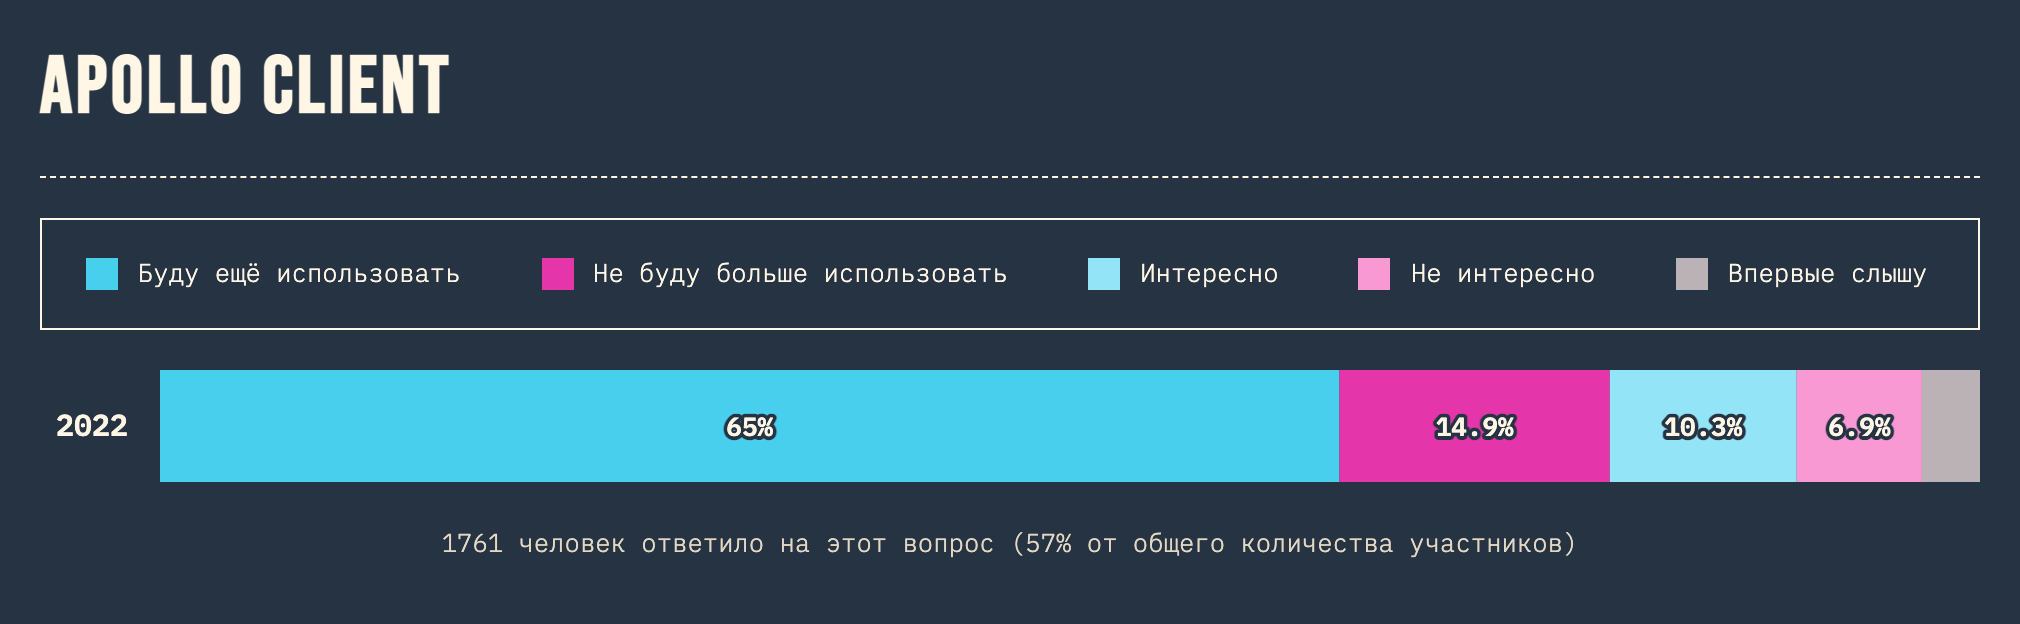 APOLLO CLIENT
Буду ещё использовать Не буду больше использовать Интересно Не интересно Впервые слышу
2022 65% 14.9% 10.3% 6.9%
1761 человек ответило на этот вопрос (57% от общего количества участников)